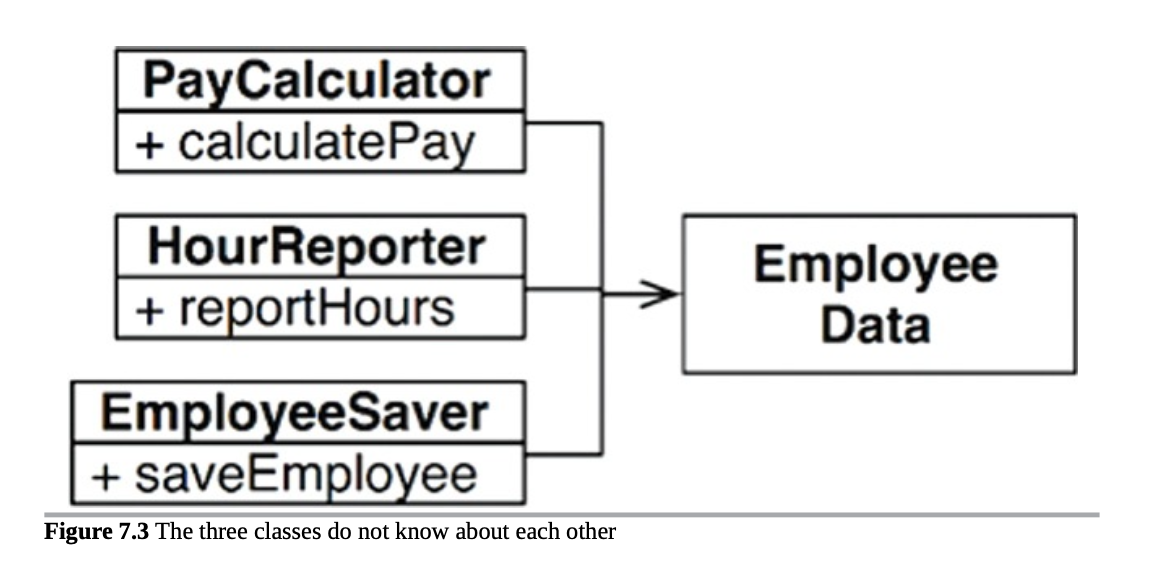 PayCalculator
+ calculatePay
HourReporter
+ reportHours
EmployeeSaver
+ saveEmployee
Employee
Data
Figure 7.3 The three classes do not know about each other